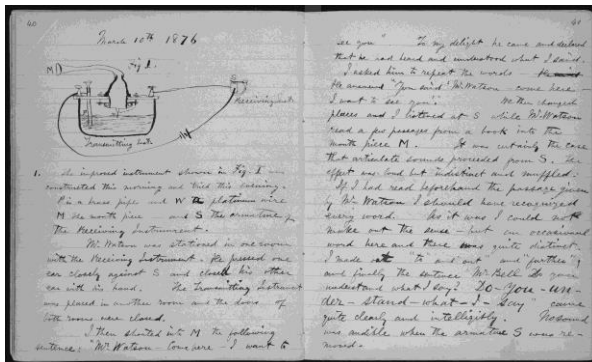 40
March 10th 1876
Fig 1.
M
Receiving Inst.
Transmitting Inst.
1. The improved instrument shown in Fig. I was
constructed this morning and tried this evening.
P is a brass pipe and W the platinum wire
M the mouth piece and S the armature of
the Receiving Instrument.
Mr. Watson was stationed in one room
with the Receiving Instrument. He pressed one
ear closely against S and closed his other
ear with his hand. The Transmitting Instrument
was placed in another room and the doors of
both rooms were closed.
I then shouted into M the following
sentence: "Mr. Watson - Come here - I want to
41
see you". To my delight he came and declared
that he had heard and understood what I said.
I asked him to repeat the words -
He answered "You said 'Mr. Watson - come here -
I want to see you'". We then changed
places and I listened at S while Mr. Watson
read a few passages from a book into the
mouth piece M. It was certainly the case
that articulate sounds proceeded from S. The
effect was loud but indistinct and muffled.
If I had read beforehand the passage given
by Mr. Watson I should have recognized
every word. As it was I could not
make out the sense - but an occasional
word here and there was quite distinct.
I made out "to" and "out" and "further";
and finally the sentence "Mr. Bell do you
understand what I say? Do-you-un-
der-stand-what-I-say" came
quite clearly and intelligibly. No sound
was audible when the armature S was re-
moved.